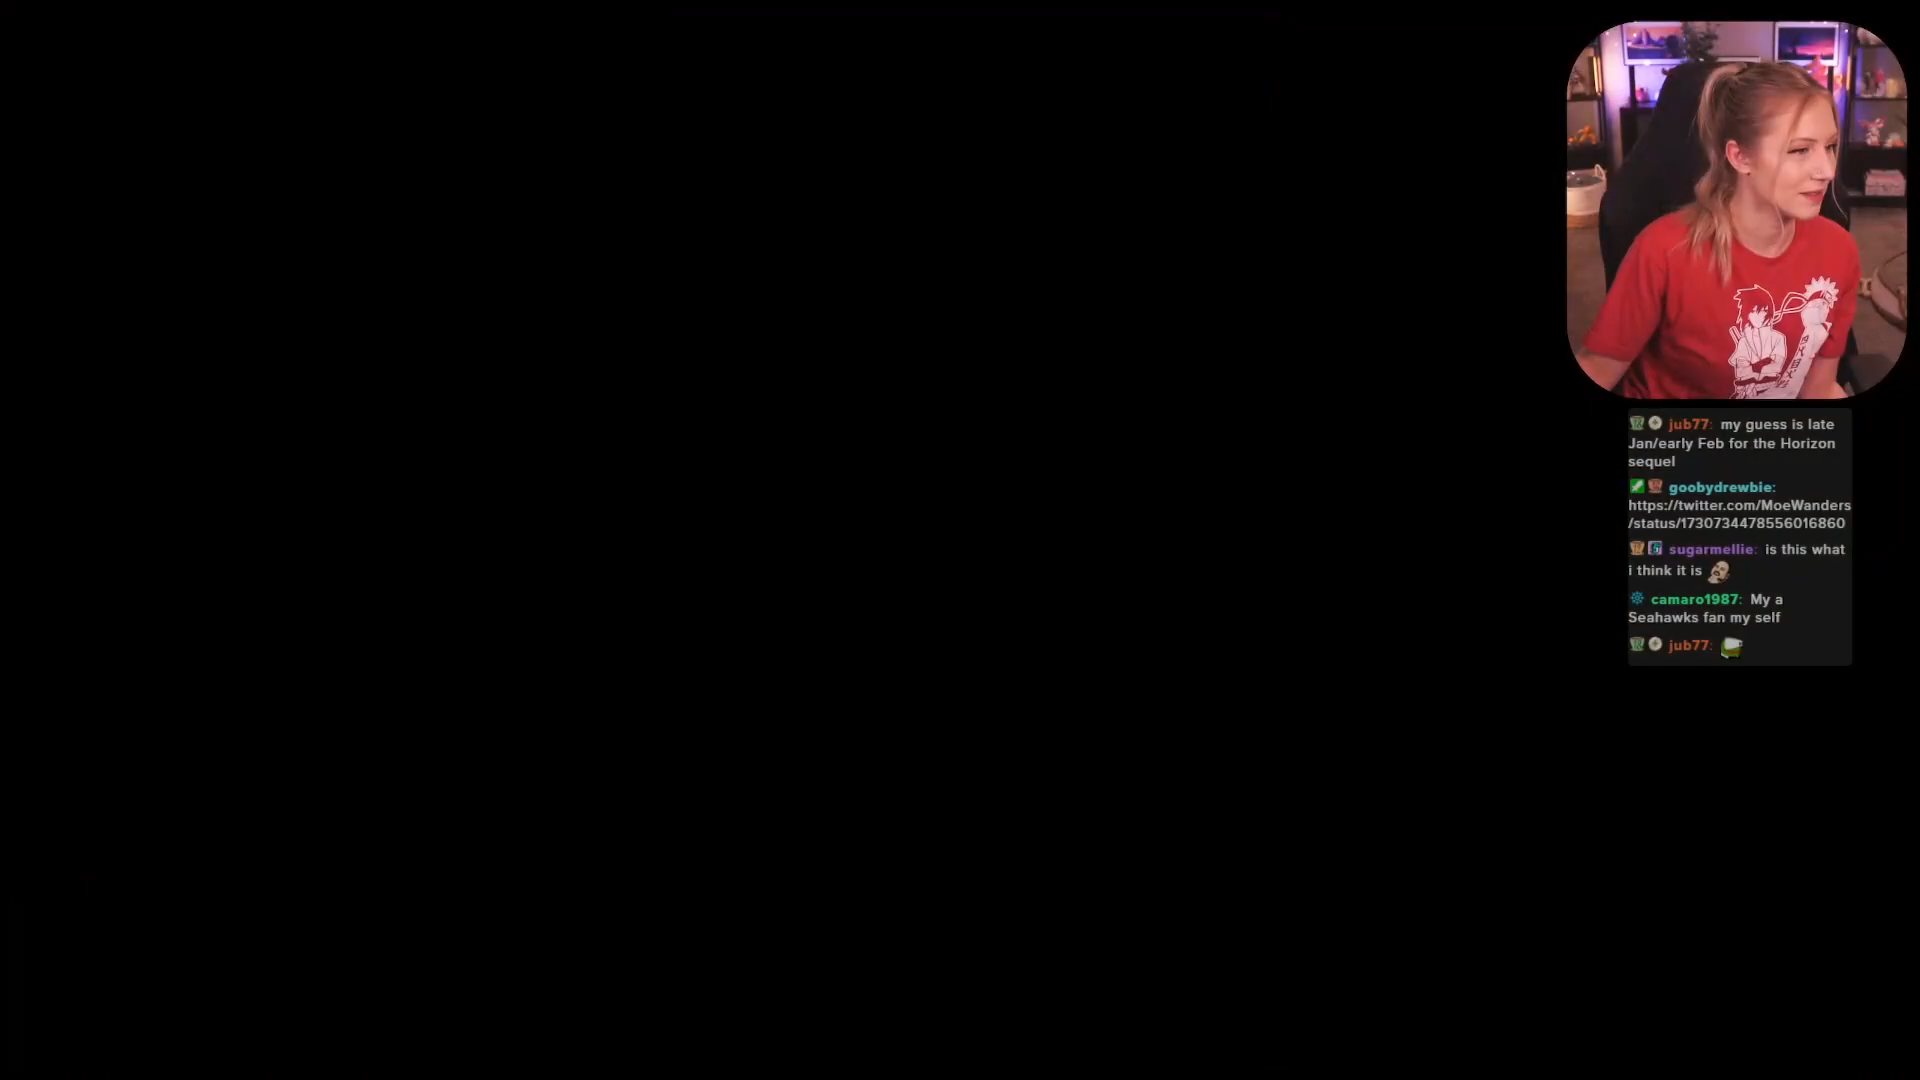 jub77: my guess is late
Jan/early Feb for the Horizon
sequel
goobydrewbie:
https://twitter.com/MoeWanders
/status/1730734478556016860
sugarmellie: is this what
i think it is
camaro1987: My a
Seahawks fan my self
jub77: